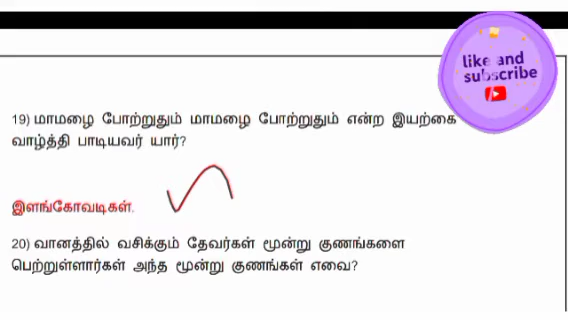 like and
subscribe
19) மாமழை போற்றுதும் மாமழை போற்றுதும் என்ற இயற்கை
வாழ்த்தி பாடியவர் யார்?
இளங்கோவடிகள்.
20) வானத்தில் வசிக்கும் தேவர்கள் மூன்று குணங்களை
பெற்றுள்ளார்கள் அந்த மூன்று குணங்கள் எவை?